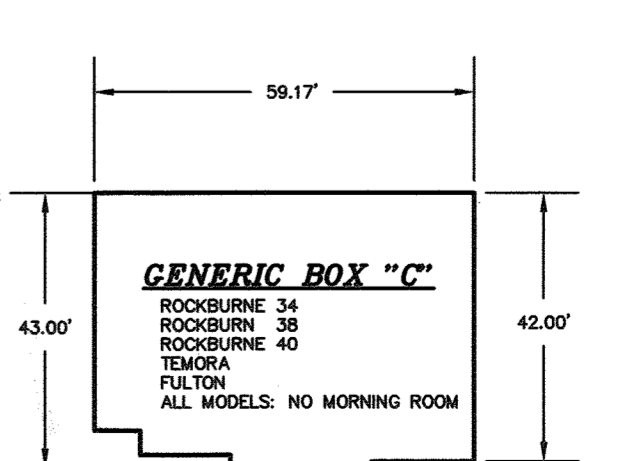 59.17'
GENERIC BOX "C"
ROCKBURNE 34
ROCKBURN 38
ROCKBURNE 40
TEMORA
FULTON
ALL MODELS: NO MORNING ROOM
43.00'
42.00'